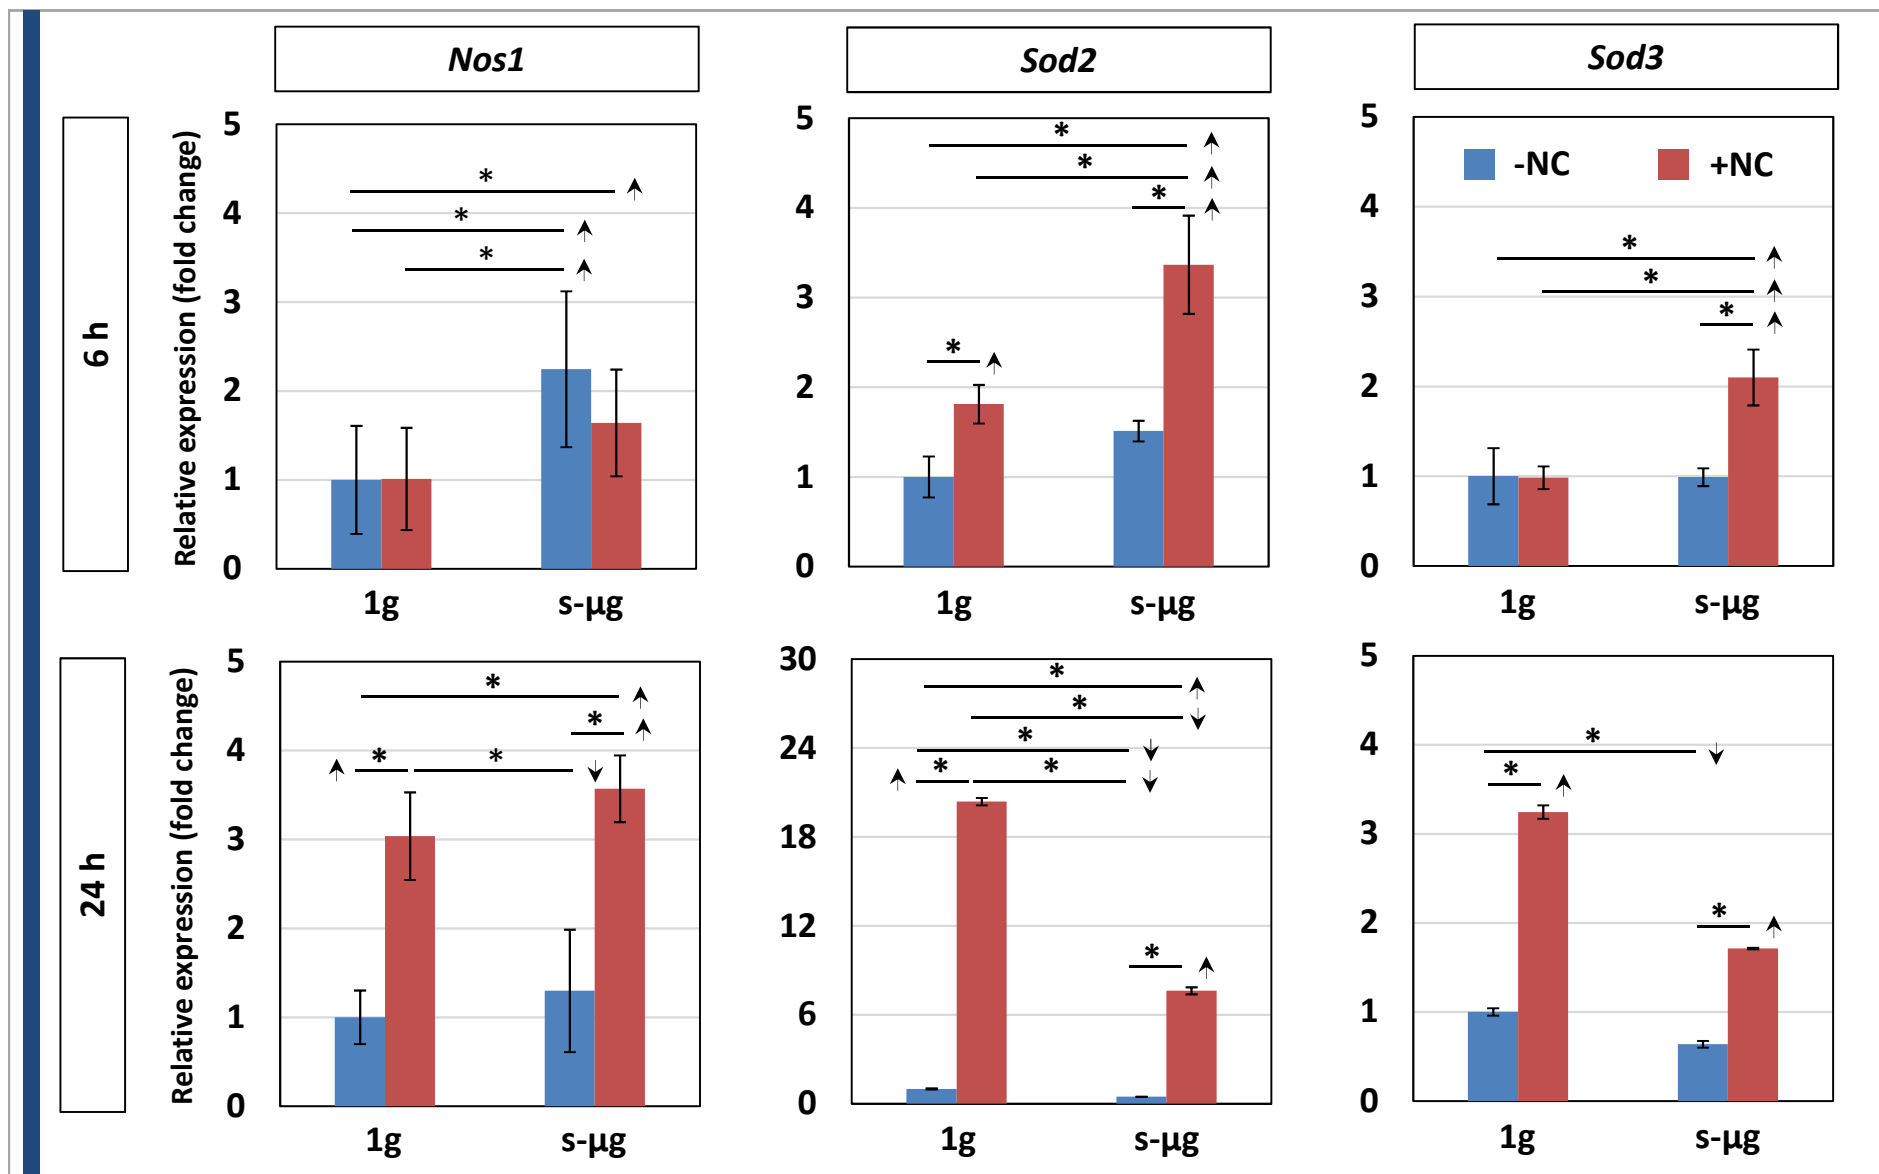 Nos1
Sod2
Sod3
6 h
Relative expression (fold change)
5
4
3
2
1
0
* 
*
*
1g
s-µg
5
4
3
2
1
0
*
*
*
*
1g
s-µg
5
4
3
2
1
0
-NC
+NC
*
*
*
1g
s-µg
24 h
Relative expression (fold change)
5
4
3
2
1
0
*
*
*
*
1g
s-µg
30
24
18
12
6
0
*
*
*
*
*
*
1g
s-µg
5
4
3
2
1
0
*
*
*
1g
s-µg